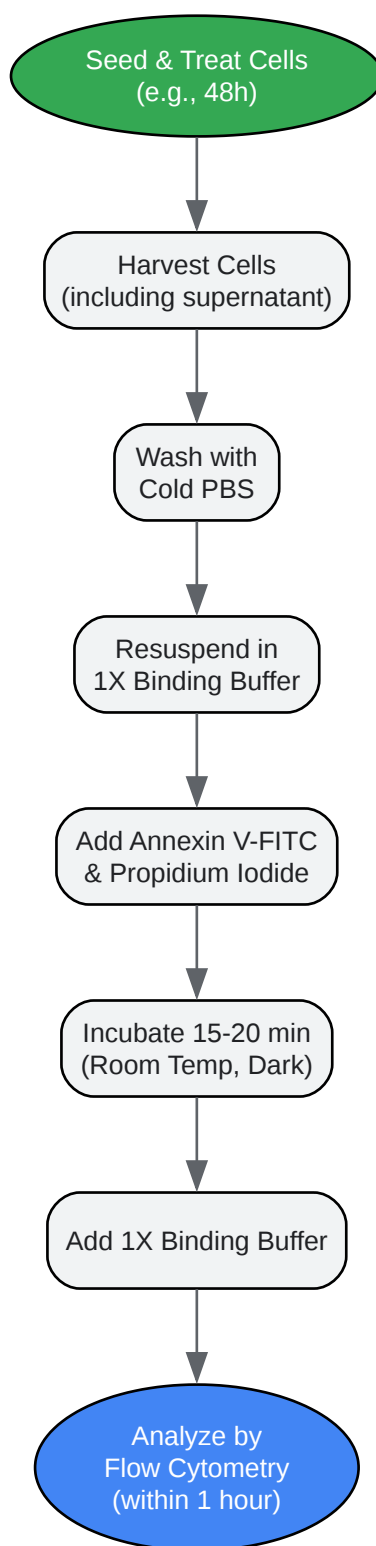 Seed & Treat Cells
(e.g., 48h)
Harvest Cells
(including supernatant)
Wash with
Cold PBS
Resuspend in
1X Binding Buffer
Add Annexin V-FITC
& Propidium Iodide
Incubate 15-20 min
(Room Temp, Dark)
Add 1X Binding Buffer
Analyze by
Flow Cytometry
(within 1 hour)